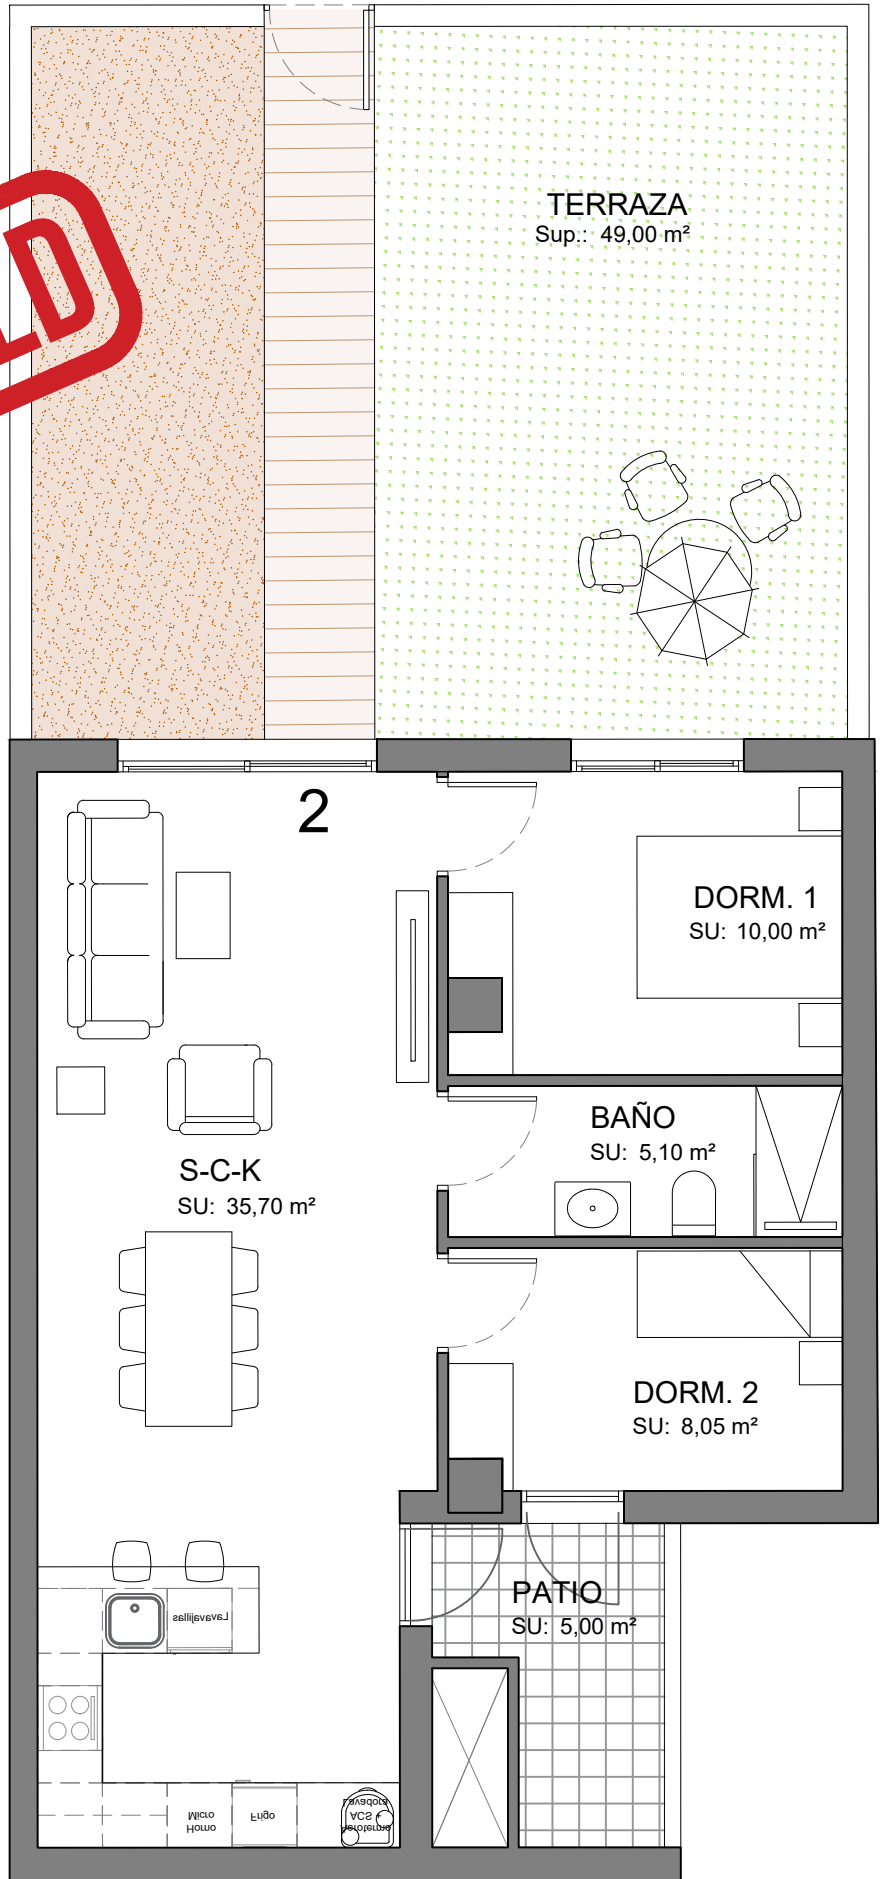 LD
TERRAZA
Sup.: 49,00 m²
2
DORM. 1
SU: 10,00 m²
BAÑO
SU: 5,10 m²
S-C-K
SU: 35,70 m²
DORM. 2
SU: 8,05 m²
PATIO
SU: 5,00 m²
Lavavajillas
Micro
Horno
Frigo
Lavadora
ACS +
Aerotermo